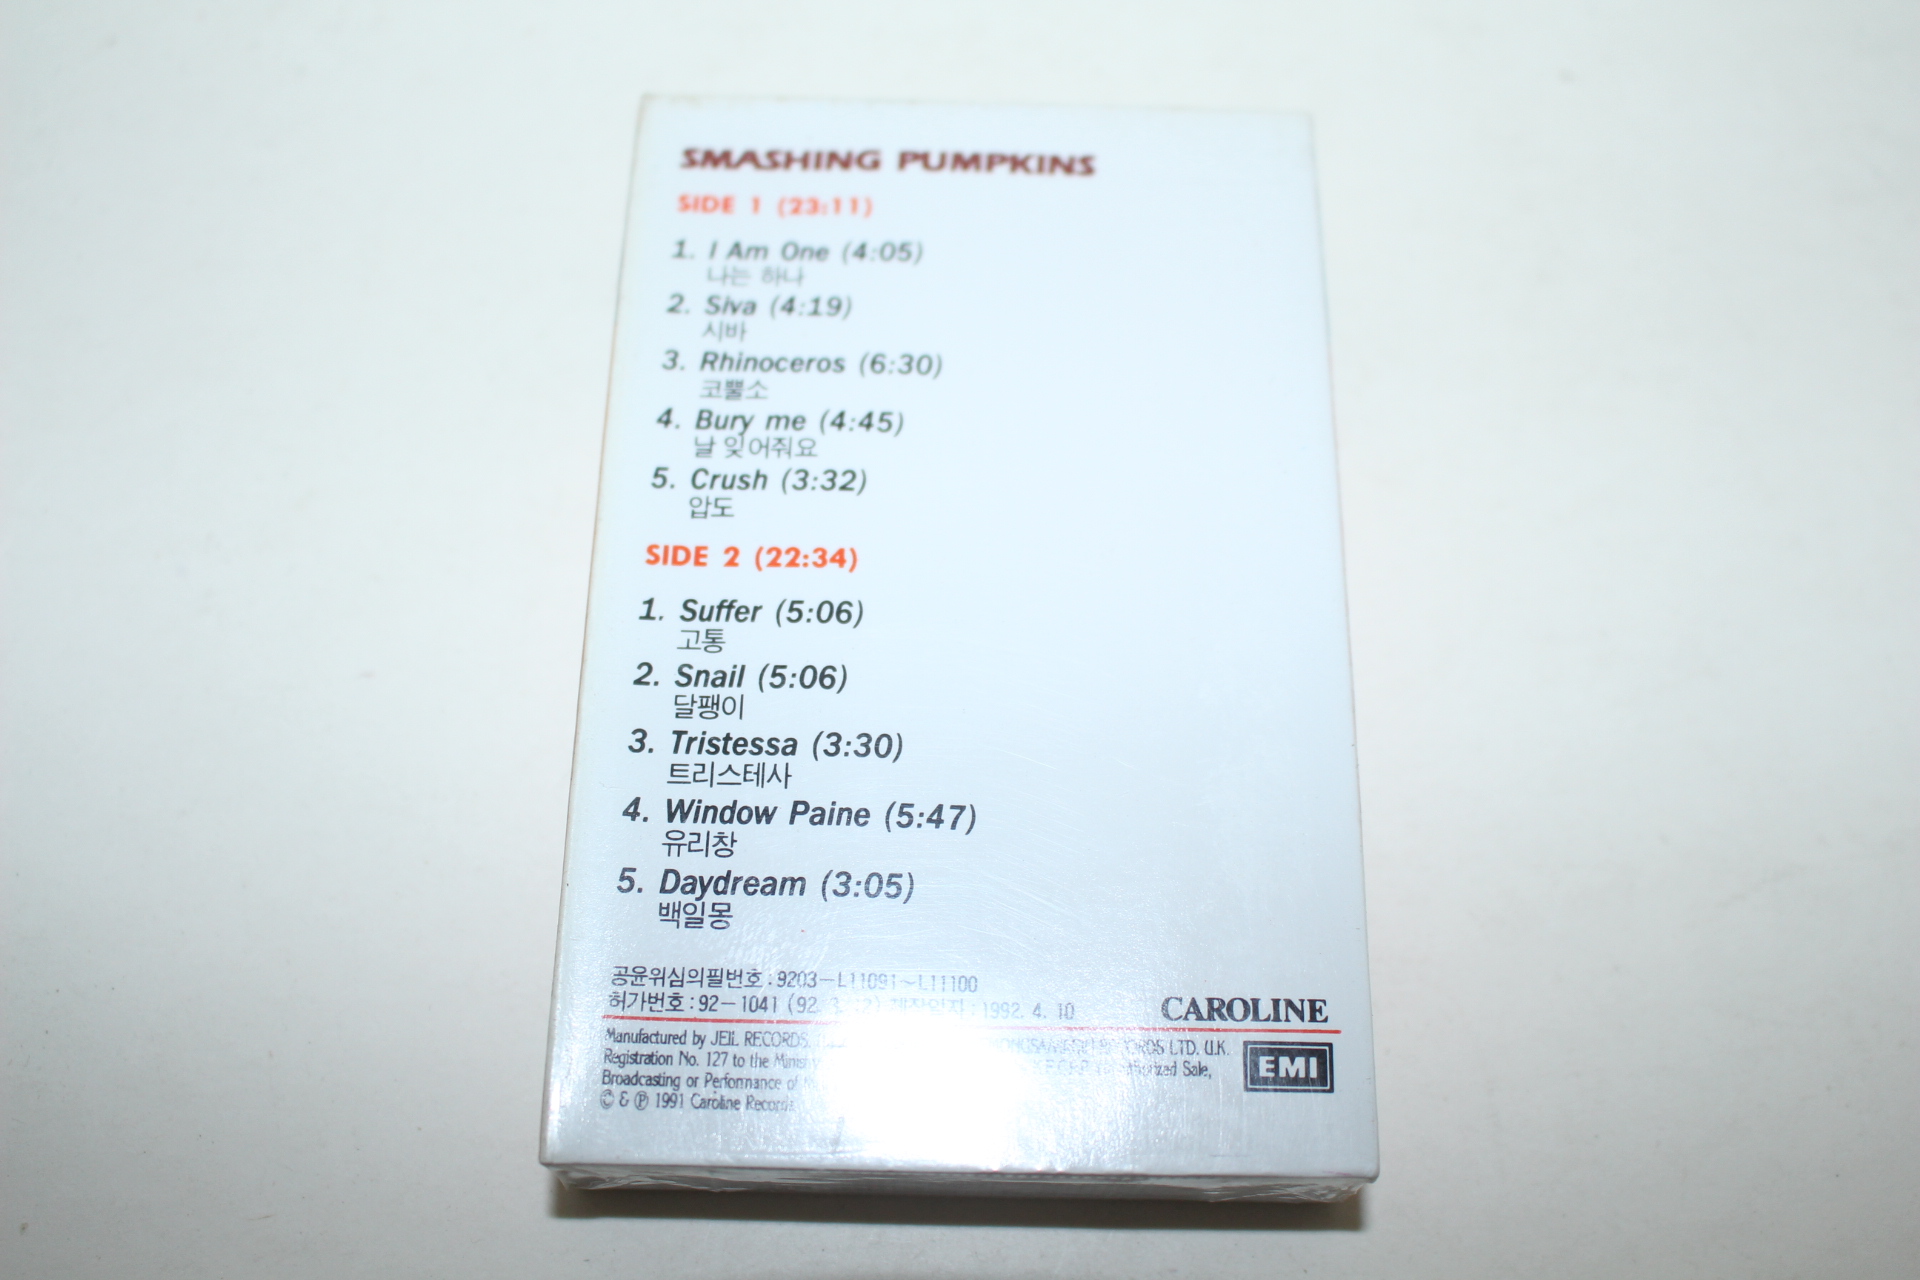 SMASHING PUMPKINS
SIDE 1 (23:11)
1. I Am One (4:05)
나는 하나
2. Siva (4:19)
시바
3. Rhinoceros (6:30)
코뿔소
4. Bury me (4:45)
날 잊어줘요
5. Crush (3:32)
압도
SIDE 2 (22:34)
1. Suffer (5:06)
고통
2. Snail (5:06)
달팽이
3. Tristessa (3:30)
트리스테사
4. Window Paine (5:47)
유리창
5. Daydream (3:05)
백일몽
공윤위심의필번호:9203-L11091~L11100
허가번호:92-1041 (92. 제작일자:1992. 4. 10
CAROLINE
Manufactured by JEIL RECORDS. RECORDS LTD. U.K.
Registration No. 127 to the Sale,
Broadcasting or Performance of
© & ℗ 1991 Caroline Records
EMI